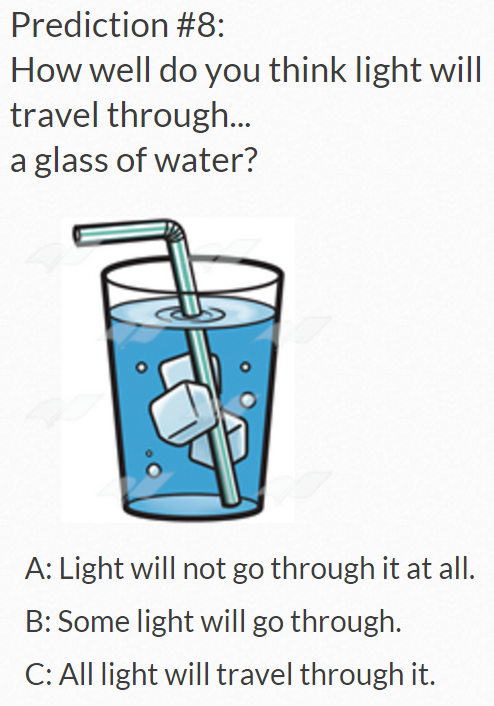 Prediction #8:
How well do you think light will
travel through...
a glass of water?
A: Light will not go through it at all.
B: Some light will go through.
C: All light will travel through it.